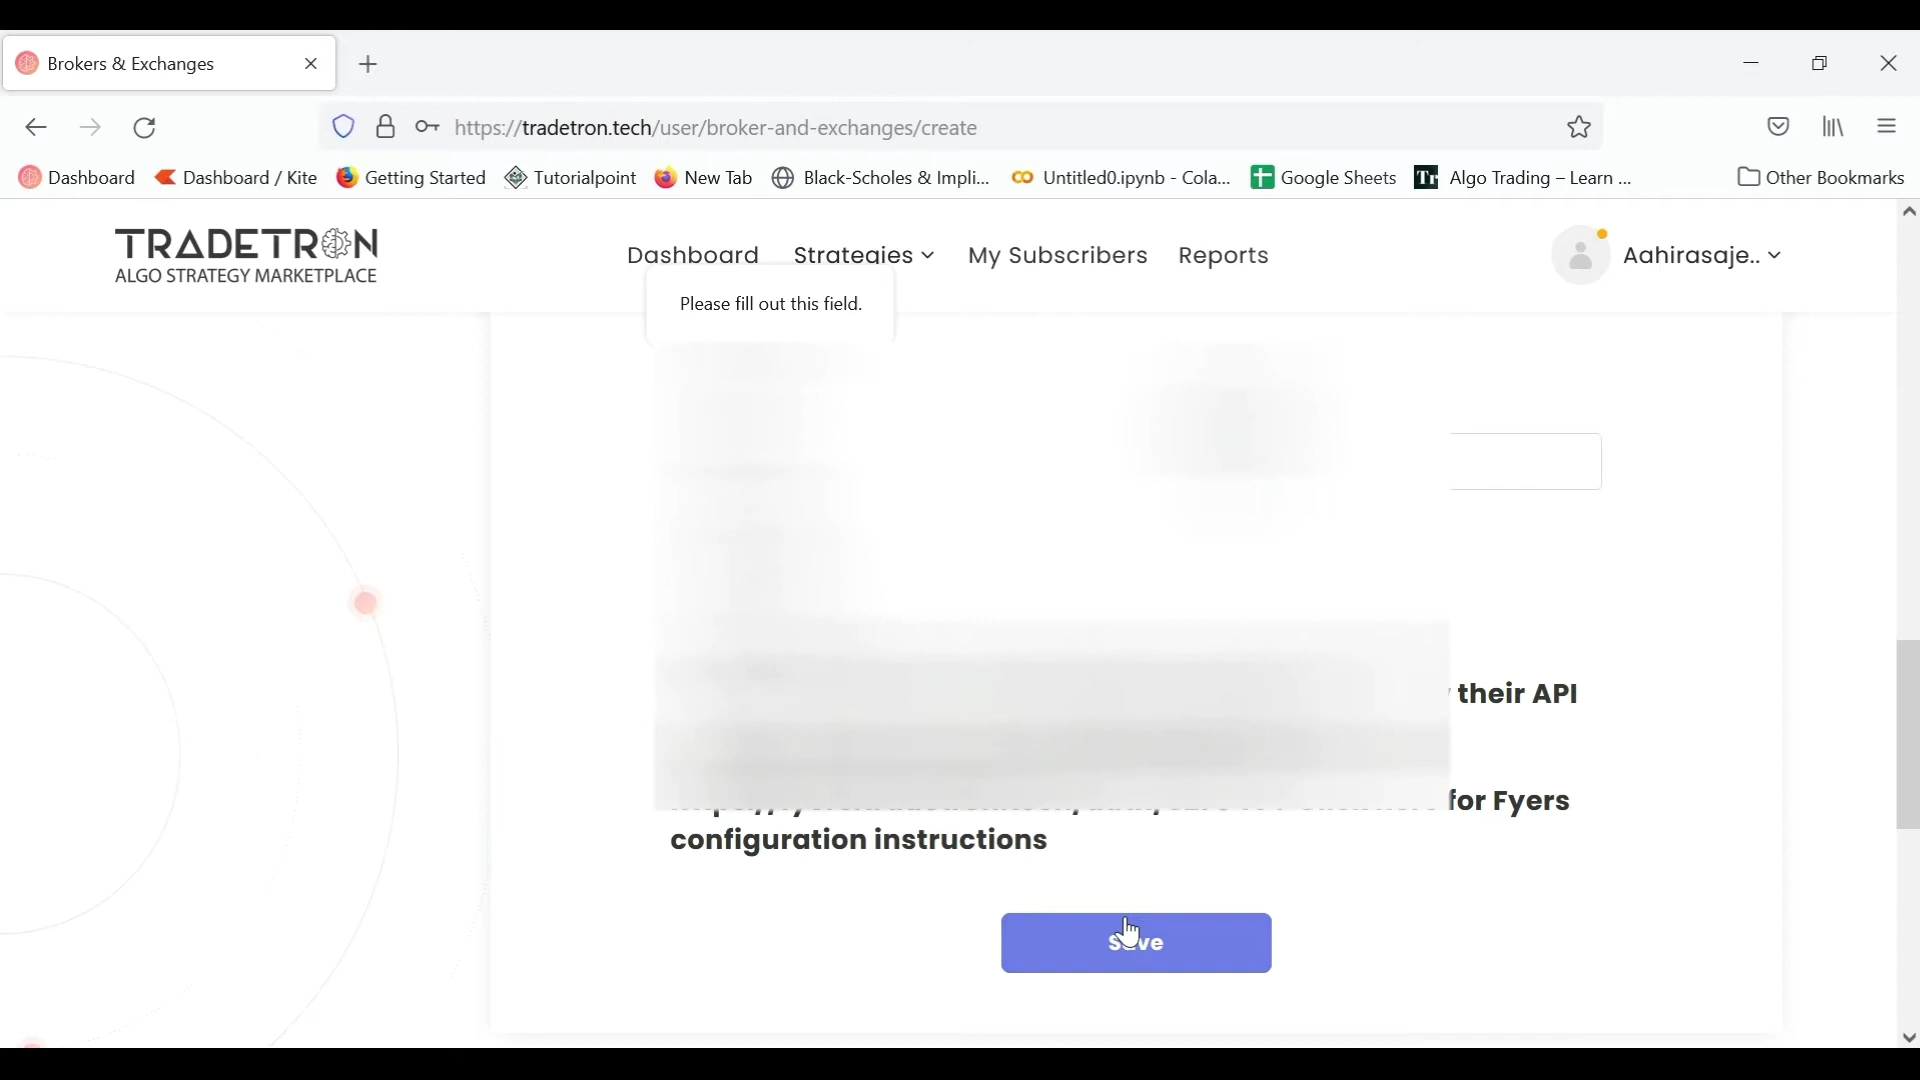 Brokers & Exchanges
https://tradetron.tech/user/broker-and-exchanges/create
Dashboard Dashboard / Kite Getting Started Tutorialpoint New Tab Black-Scholes & Impli... Untitled0.ipynb - Cola... Google Sheets Tr Algo Trading – Learn ... Other Bookmarks
TRADETRON
ALGO STRATEGY MARKETPLACE
Dashboard Strategies My Subscribers Reports Aahirasaje..
Please fill out this field.
their API
for Fyers
configuration instructions
Save